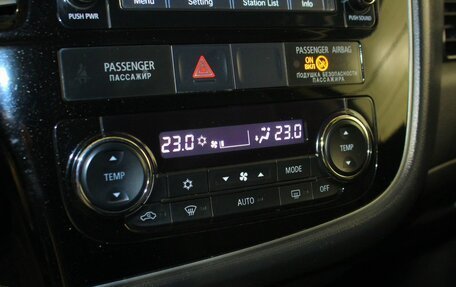 Menu Setting Station List Info
PUSH PWR PUSH SOUND
PASSENGER
ПАССАЖИР
PASSENGER AIRBAG
ON
ВКЛ
ПОДУШКА БЕЗОПАСНОСТИ
ПАССАЖИРА
23.0 23.0
TEMP
MODE
TEMP
AUTO
OFF